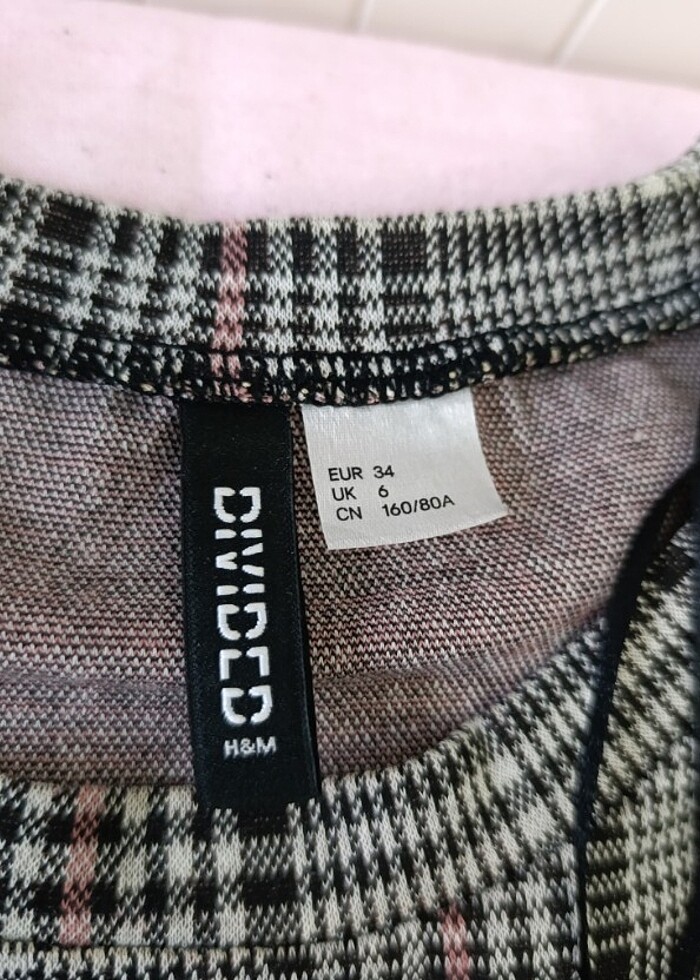 DIVIDED
H&M
EUR 34
UK 6
CN 160/80A